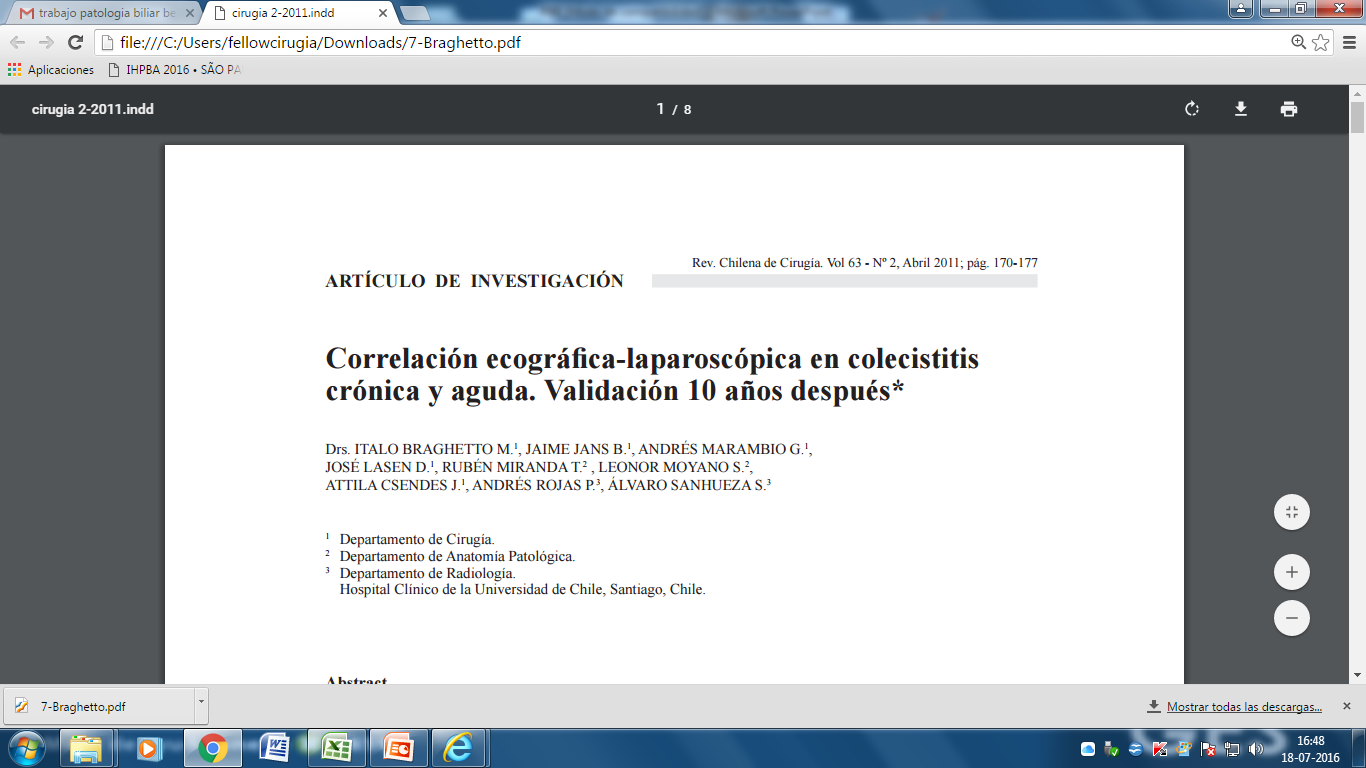 trabajo patologia biliar be
cirugia 2-2011.indd
file:///C:/Users/fellowcirugia/Downloads/7-Braghetto.pdf
Aplicaciones
IHPBA 2016 • SÃO PA
cirugia 2-2011.indd
1 / 8
Rev. Chilena de Cirugía. Vol 63 - Nº 2, Abril 2011; pág. 170-177
ARTÍCULO DE INVESTIGACIÓN
Correlación ecográfica-laparoscópica en colecistitis
crónica y aguda. Validación 10 años después*
Drs. ITALO BRAGHETTO M.¹, JAIME JANS B.¹, ANDRÉS MARAMBIO G.¹,
JOSÉ LASEN D.¹, RUBÉN MIRANDA T.² , LEONOR MOYANO S.²,
ATTILA CSENDES J.¹, ANDRÉS ROJAS P.³, ÁLVARO SANHUEZA S.³
¹ Departamento de Cirugía.
² Departamento de Anatomía Patológica.
³ Departamento de Radiología.
Hospital Clínico de la Universidad de Chile, Santiago, Chile.
Abstract
7-Braghetto.pdf
Mostrar todas las descargas...
16:48
18-07-2016